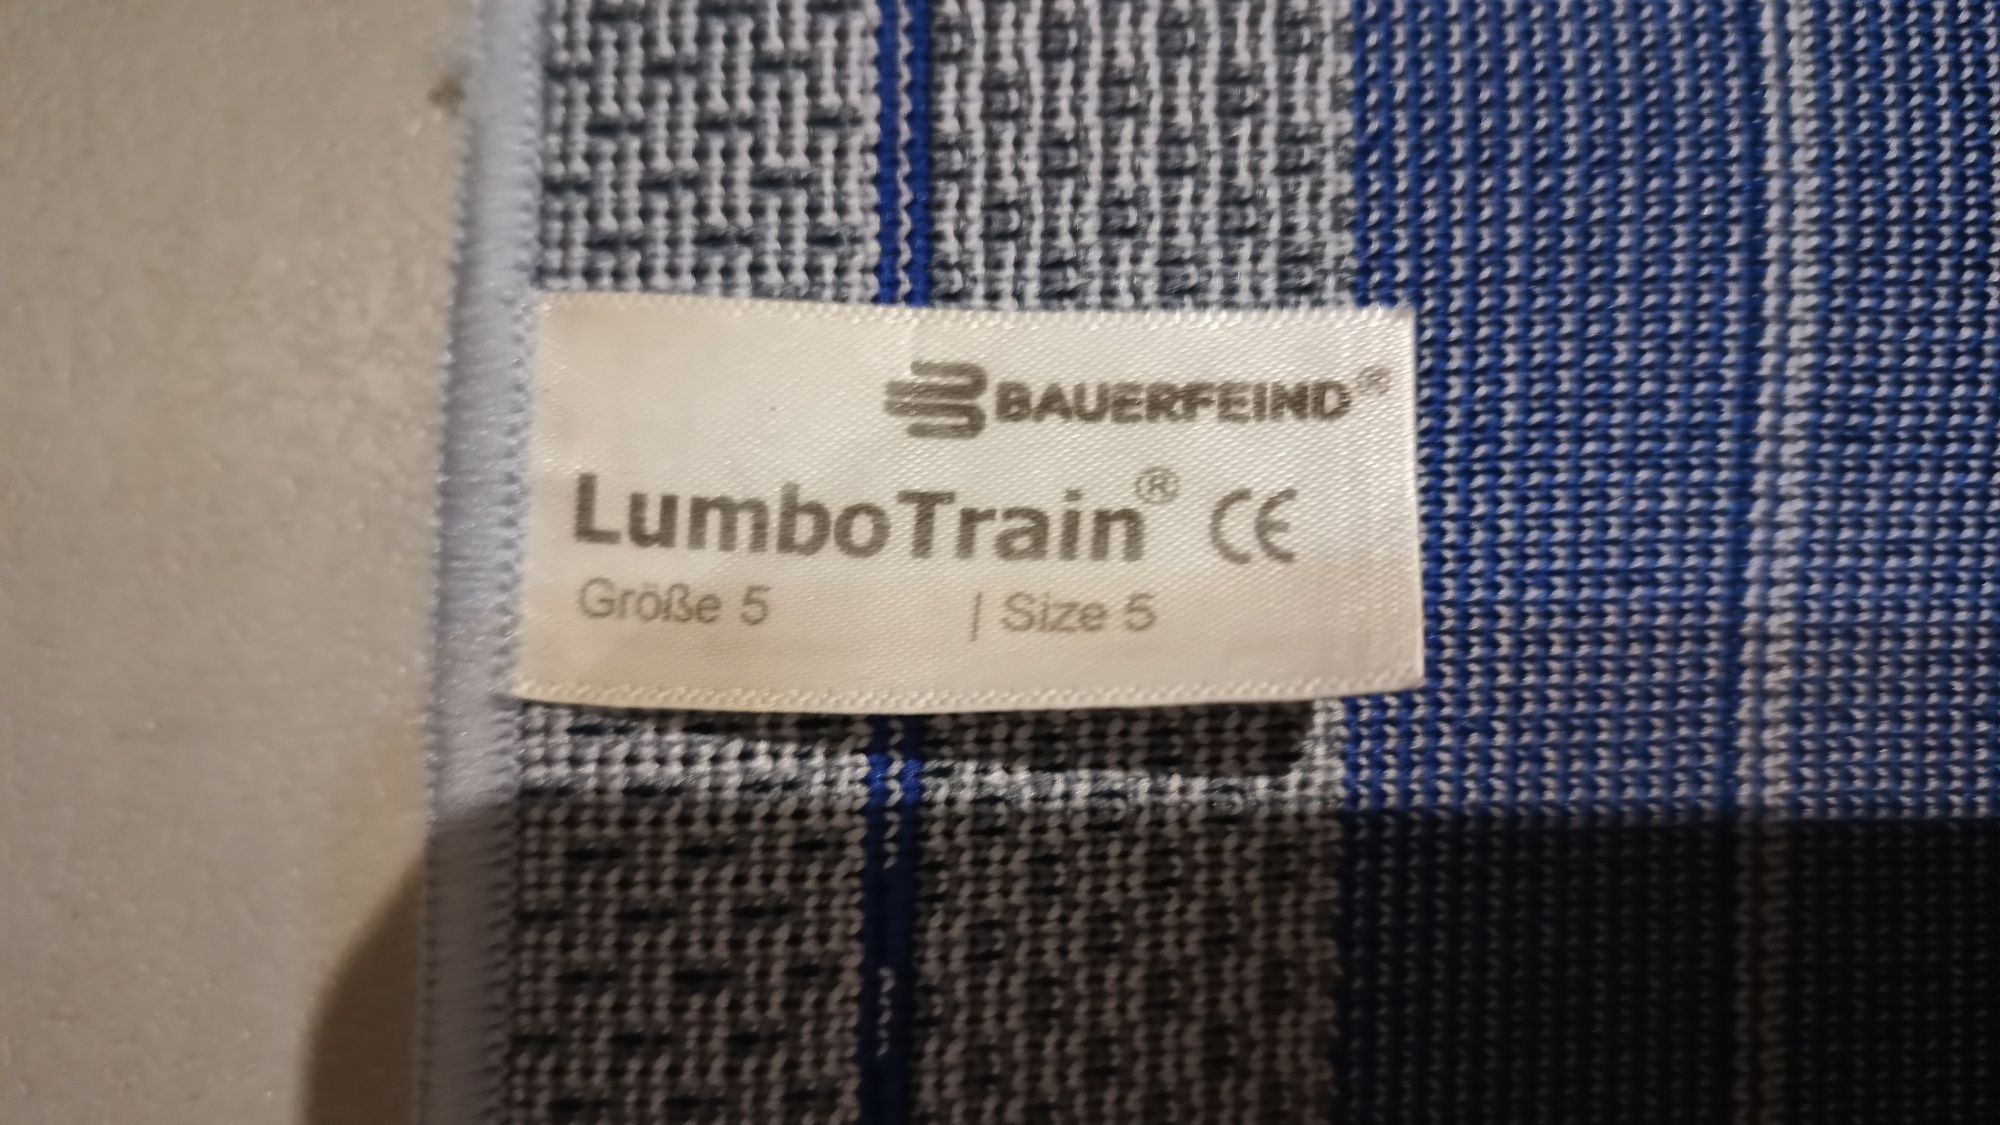 BAUERFEIND®
LumboTrain® CE
Größe 5 | Size 5